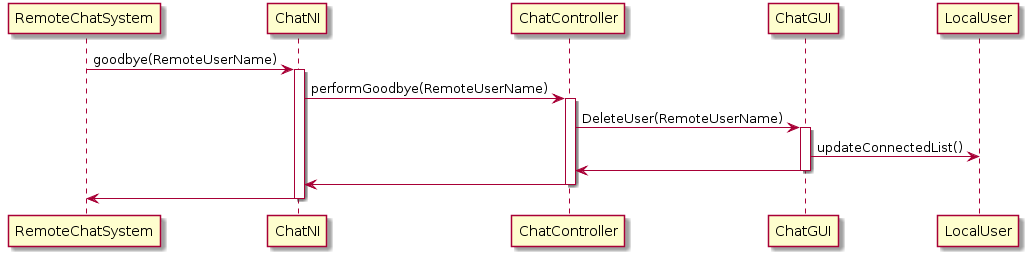 RemoteChatSystem ChatNI ChatController ChatGUI LocalUser
goodbye(RemoteUserName)
performGoodbye(RemoteUserName)
DeleteUser(RemoteUserName)
updateConnectedList()
RemoteChatSystem ChatNI ChatController ChatGUI LocalUser